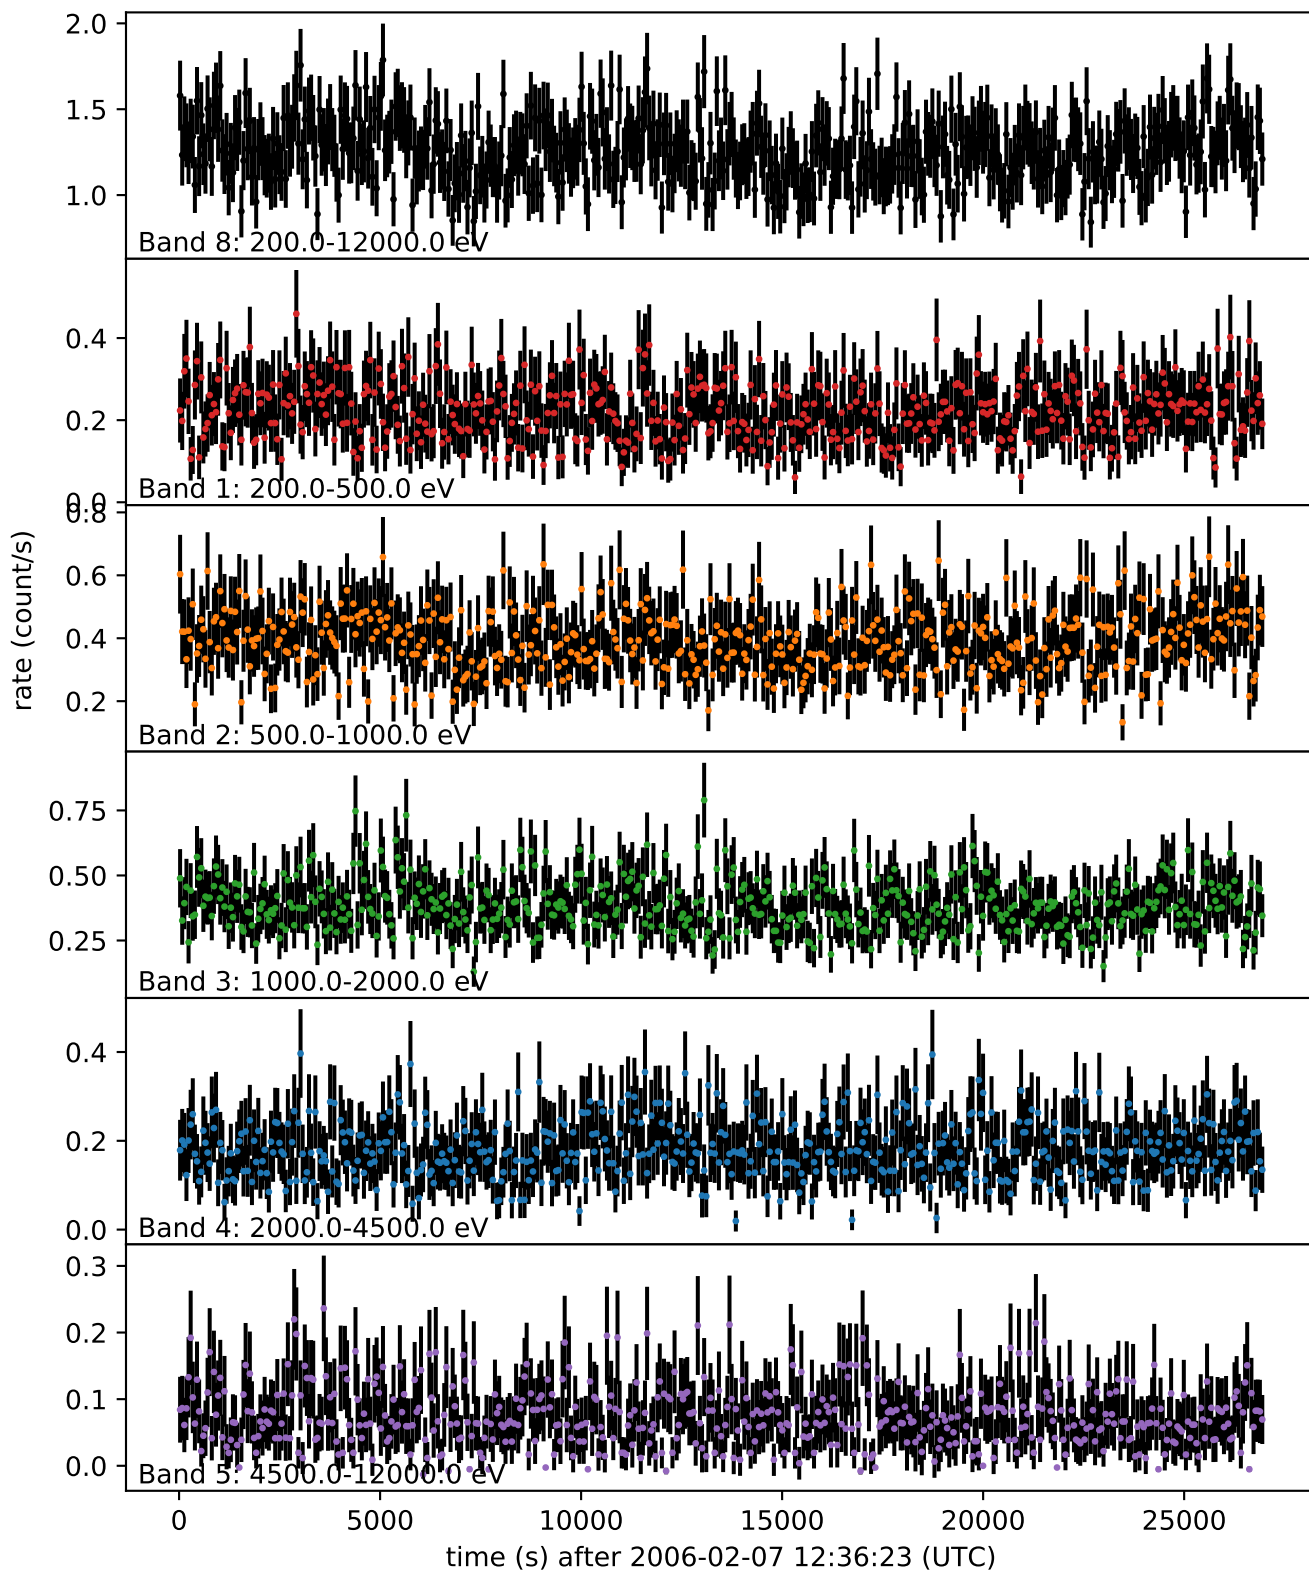 2.0
1.5
1.0
Band 8: 200.0-12000.0 eV
0.4
0.2
0.0
Band 1: 200.0-500.0 eV
0.8
0.6
0.4
0.2
Band 2: 500.0-1000.0 eV
rate (count/s)
0.75
0.50
0.25
Band 3: 1000.0-2000.0 eV
0.4
0.2
0.0
Band 4: 2000.0-4500.0 eV
0.3
0.2
0.1
0.0
Band 5: 4500.0-12000.0 eV
0 5000 10000 15000 20000 25000
time (s) after 2006-02-07 12:36:23 (UTC)